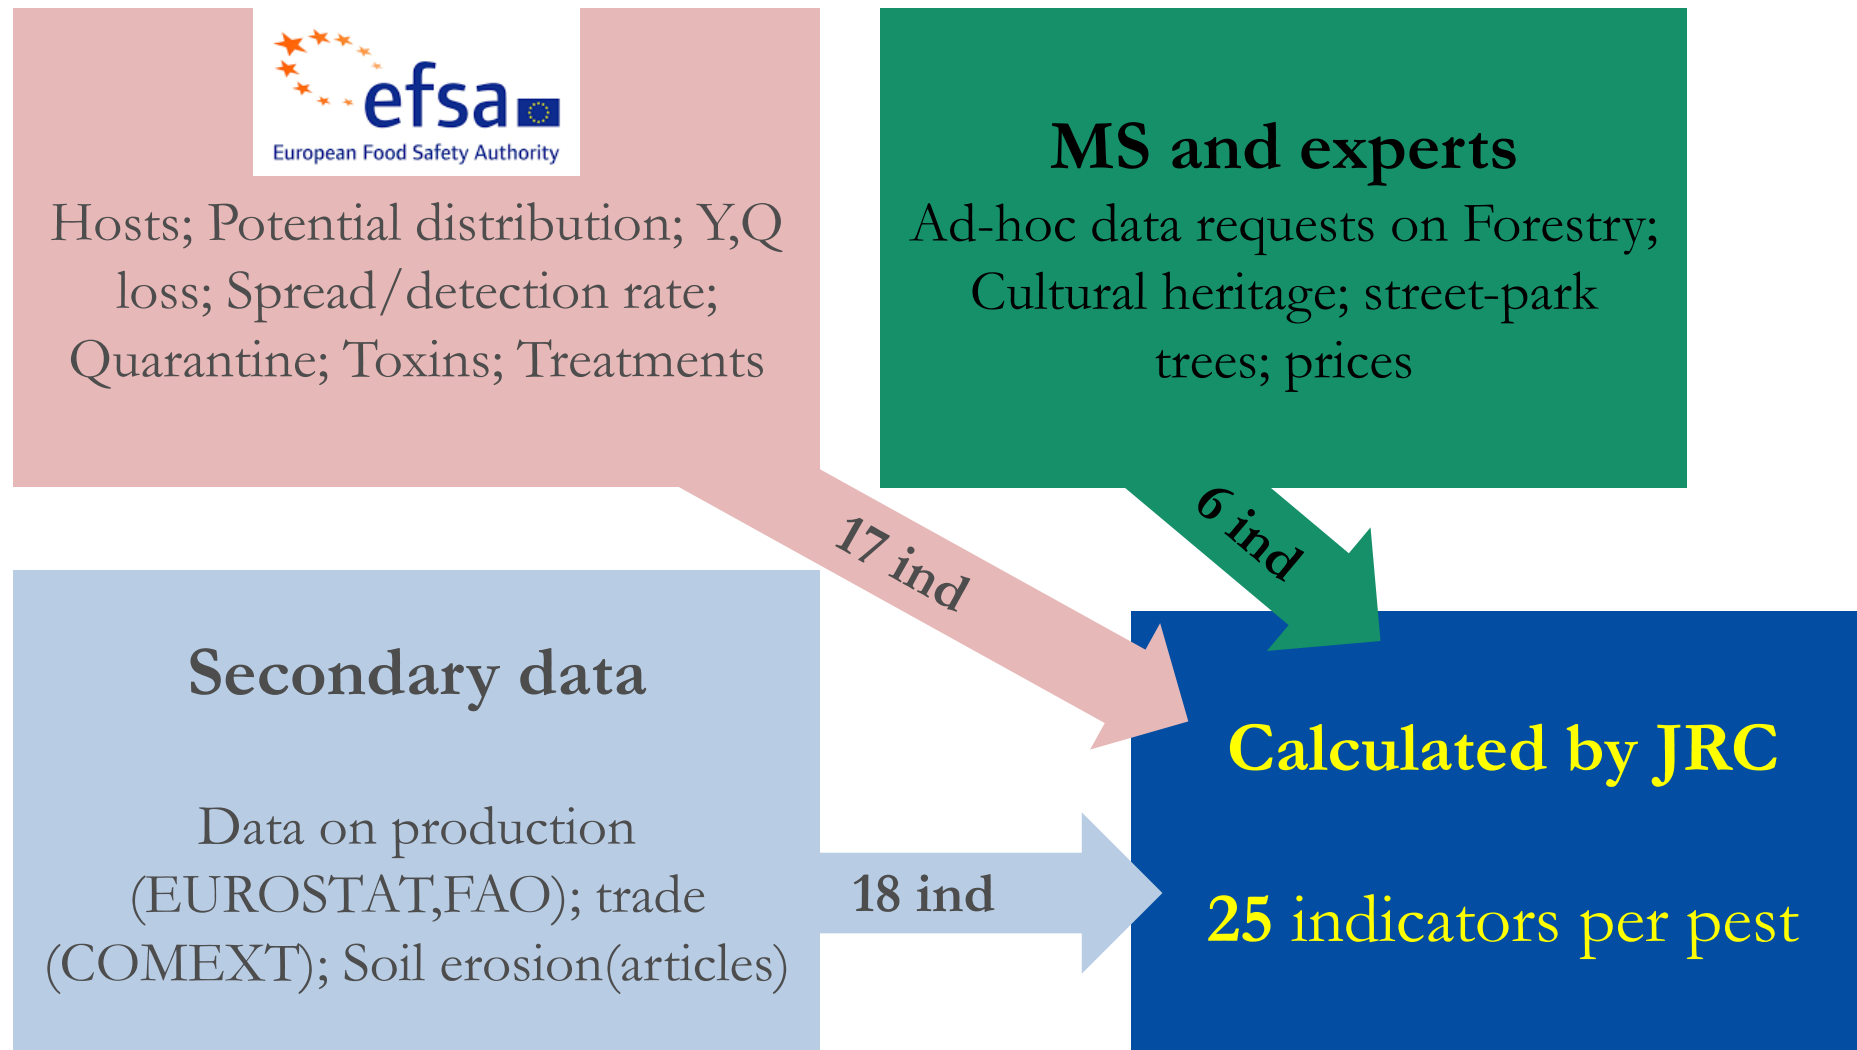 efsa
European Food Safety Authority
Hosts; Potential distribution; Y,Q
loss; Spread/detection rate;
Quarantine; Toxins; Treatments
MS and experts
Ad-hoc data requests on Forestry;
Cultural heritage; street-park
trees; prices
17 ind
6 ind
Secondary data
Data on production
(EUROSTAT,FAO); trade
(COMEXT); Soil erosion(articles)
18 ind
Calculated by JRC
25 indicators per pest